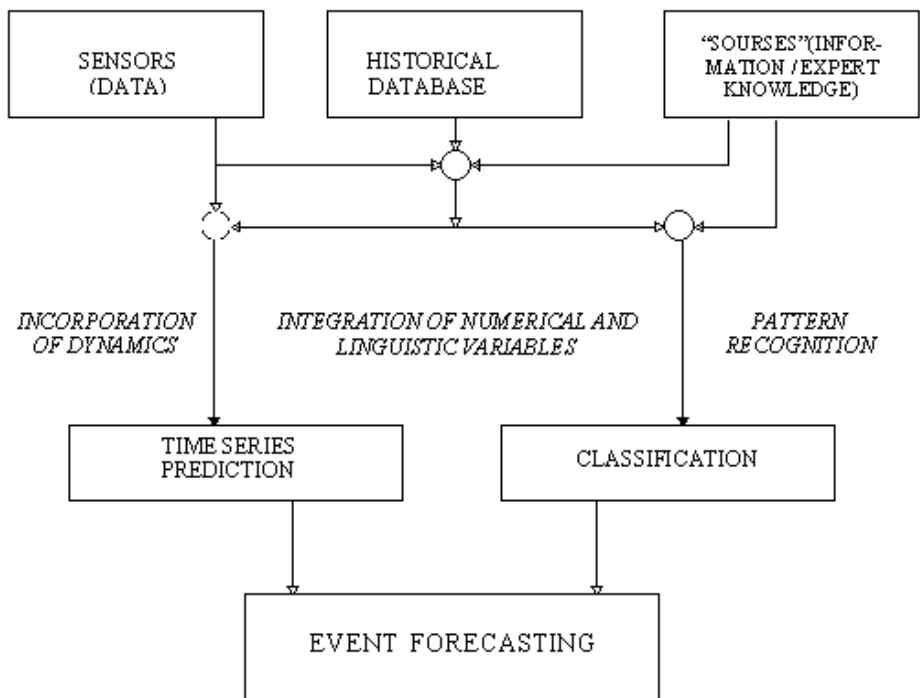 SENSORS
(DATA)
HISTORICAL
DATABASE
“SOURSES”(INFOR-
MATION / EXPERT
KNOWLEDGE)
INCORPORATION
OF DYNAMICS
INTEGRATION OF NUMERICAL AND
LINGUISTIC VARIABLES
PATTERN
RECOGNITION
TIME SERIES
PREDICTION
CLASSIFICATION
EVENT FORECASTING